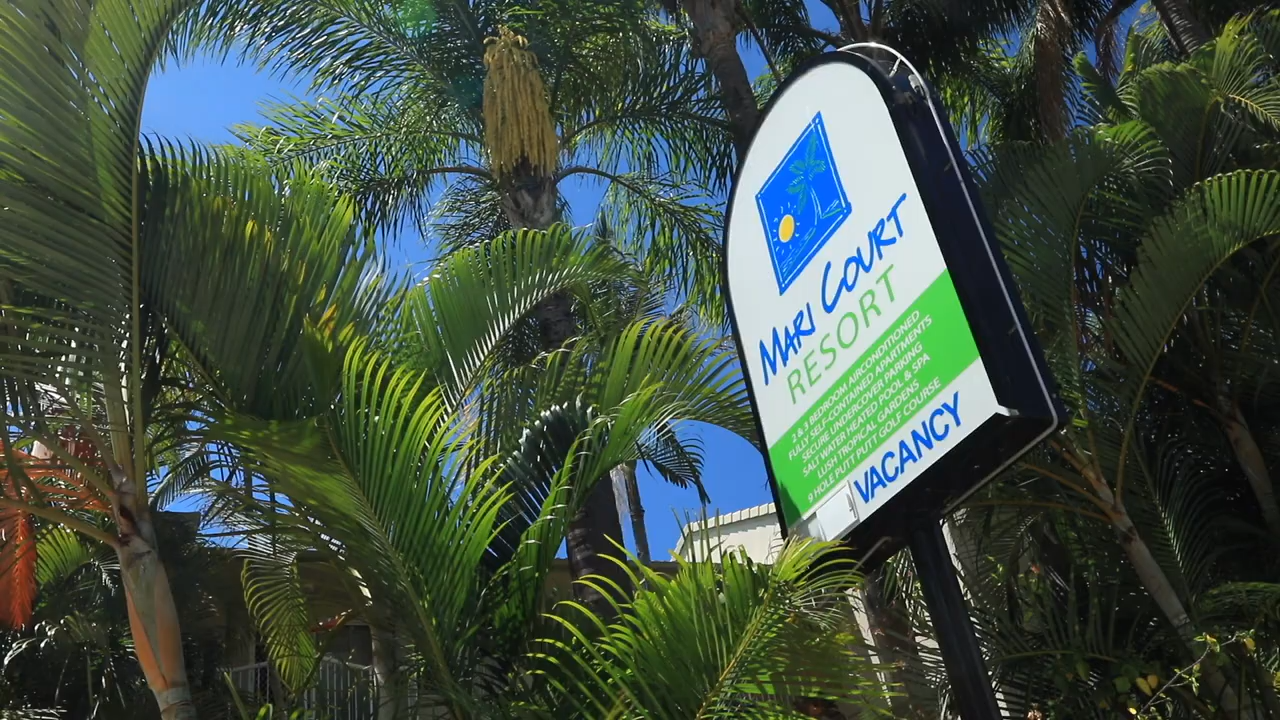 MARI COURT
RESORT
2 & 3 BEDROOM AIRCONDITIONED
FULLY SELF-CONTAINED APARTMENTS
SECURE UNDERCOVER PARKING
SALT WATER HEATED POOL & SPA
LUSH TROPICAL GARDENS
9 HOLE PUTT PUTT GOLF COURSE
VACANCY